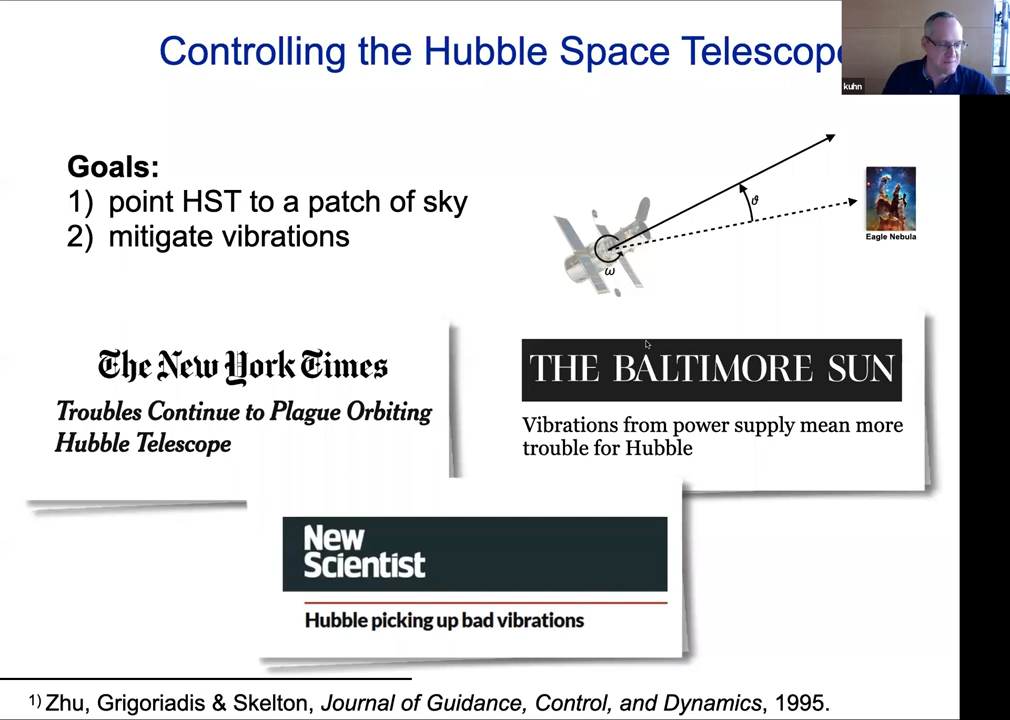 Controlling the Hubble Space Telescope
kuhn
Goals:
1) point HST to a patch of sky
2) mitigate vibrations
ϑ
ω
Eagle Nebula
The New York Times
Troubles Continue to Plague Orbiting
Hubble Telescope
THE BALTIMORE SUN
Vibrations from power supply mean more
trouble for Hubble
New
Scientist
Hubble picking up bad vibrations
1) Zhu, Grigoriadis & Skelton, Journal of Guidance, Control, and Dynamics, 1995.